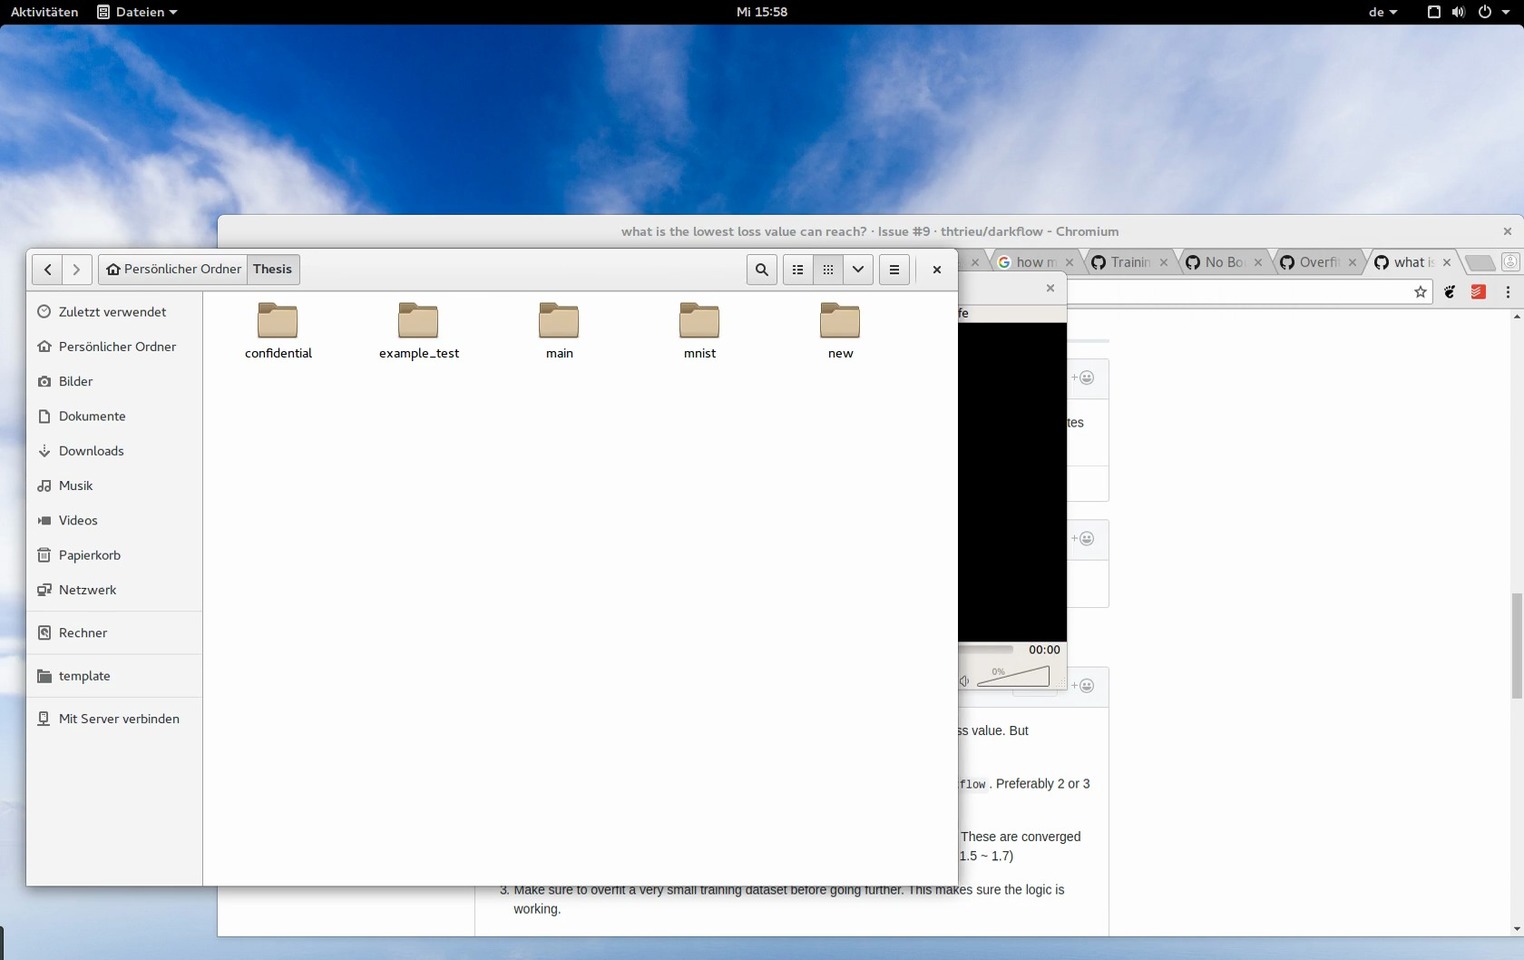 Aktivitäten Dateien Mi 15:58 de
what is the lowest loss value can reach? · Issue #9 · thtrieu/darkflow - Chromium
Persönlicher Ordner Thesis
how m Trainin No Bo Overfi what is
fe
Zuletzt verwendet
Persönlicher Ordner
Bilder
Dokumente
Downloads
Musik
Videos
Papierkorb
Netzwerk
Rechner
template
Mit Server verbinden
confidential example_test main mnist new
tes
00:00
0%
ss value. But
flow. Preferably 2 or 3
These are converged
1.5 ~ 1.7)
3. Make sure to overfit a very small training dataset before going further. This makes sure the logic is
working.